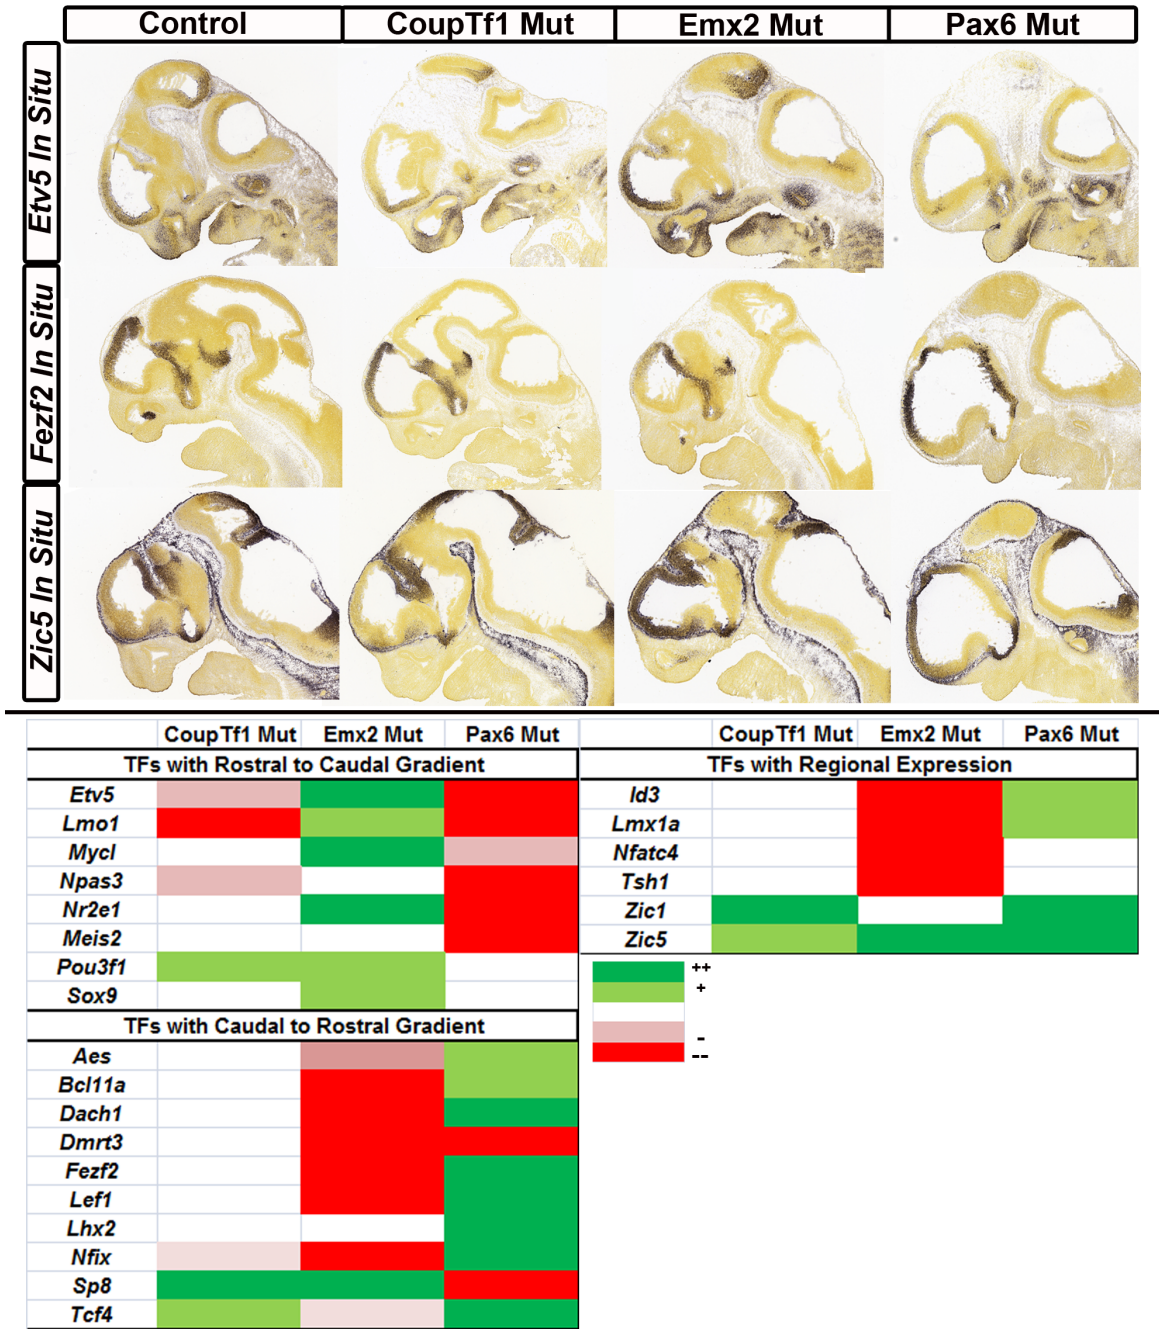 Control CoupTf1 Mut Emx2 Mut Pax6 Mut
Etv5 In Situ
Fezf2 In Situ
Zic5 In Situ
CoupTf1 Mut Emx2 Mut Pax6 Mut
TFs with Rostral to Caudal Gradient
Etv5
Lmo1
Mycl
Npas3
Nr2e1
Meis2
Pou3f1
Sox9
TFs with Caudal to Rostral Gradient
Aes
Bcl11a
Dach1
Dmrt3
Fezf2
Lef1
Lhx2
Nfix
Sp8
Tcf4
CoupTf1 Mut Emx2 Mut Pax6 Mut
TFs with Regional Expression
Id3
Lmx1a
Nfatc4
Tsh1
Zic1
Zic5
++
+
-
--